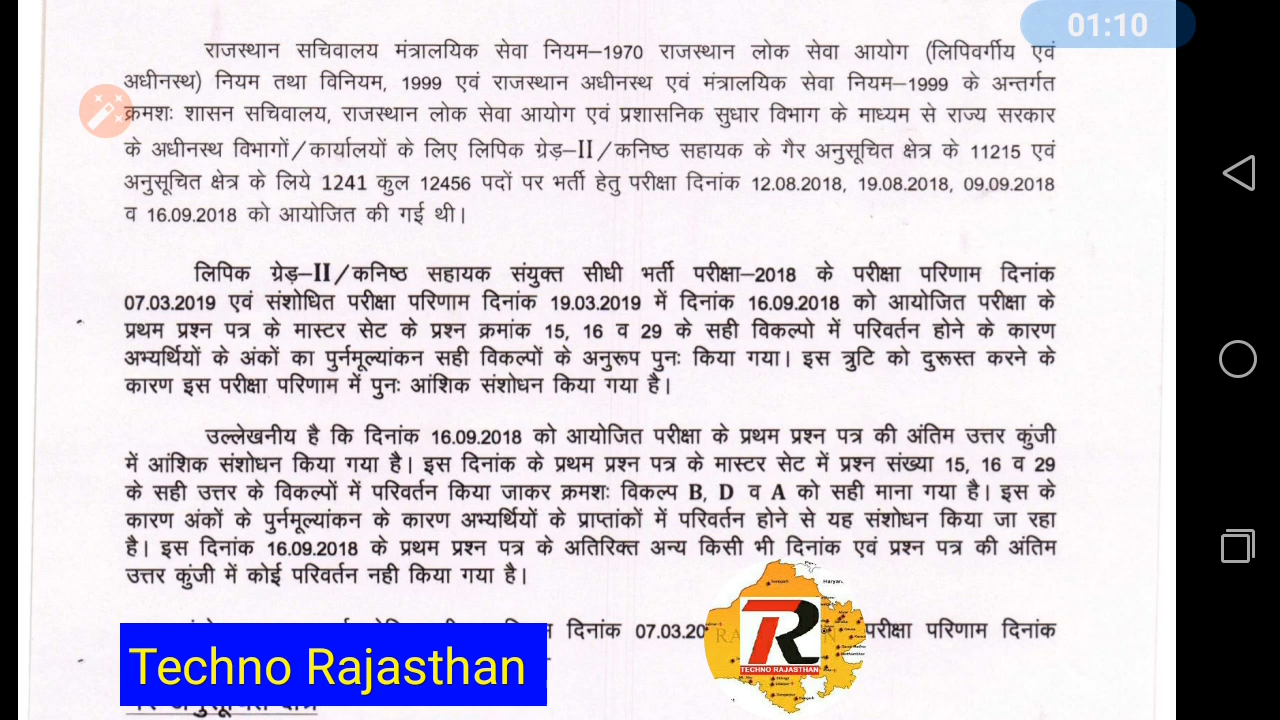 01:10
राजस्थान सचिवालय मंत्रालयिक सेवा नियम–1970 राजस्थान लोक सेवा आयोग (लिपिवर्गीय एवं
अधीनस्थ) नियम तथा विनियम, 1999 एवं राजस्थान अधीनस्थ एवं मंत्रालयिक सेवा नियम–1999 के अन्तर्गत
क्रमशः शासन सचिवालय, राजस्थान लोक सेवा आयोग एवं प्रशासनिक सुधार विभाग के माध्यम से राज्य सरकार
के अधीनस्थ विभागों/कार्यालयों के लिए लिपिक ग्रेड़–II/कनिष्ठ सहायक के गैर अनुसूचित क्षेत्र के 11215 एवं
अनुसूचित क्षेत्र के लिये 1241 कुल 12456 पदों पर भर्ती हेतु परीक्षा दिनांक 12.08.2018, 19.08.2018, 09.09.2018
व 16.09.2018 को आयोजित की गई थी।
लिपिक ग्रेड़–II/कनिष्ठ सहायक संयुक्त सीधी भर्ती परीक्षा–2018 के परीक्षा परिणाम दिनांक
07.03.2019 एवं संशोधित परीक्षा परिणाम दिनांक 19.03.2019 में दिनांक 16.09.2018 को आयोजित परीक्षा के
प्रथम प्रश्न पत्र के मास्टर सेट के प्रश्न क्रमांक 15, 16 व 29 के सही विकल्पो में परिवर्तन होने के कारण
अभ्यर्थियों के अंकों का पुर्नमूल्यांकन सही विकल्पों के अनुरूप पुनः किया गया। इस त्रुटि को दुरूस्त करने के
कारण इस परीक्षा परिणाम में पुनः आंशिक संशोधन किया गया है।
उल्लेखनीय है कि दिनांक 16.09.2018 को आयोजित परीक्षा के प्रथम प्रश्न पत्र की अंतिम उत्तर कुंजी
में आंशिक संशोधन किया गया है। इस दिनांक के प्रथम प्रश्न पत्र के मास्टर सेट में प्रश्न संख्या 15, 16 व 29
के सही उत्तर के विकल्पों में परिवर्तन किया जाकर क्रमशः विकल्प B, D व A को सही माना गया है। इस के
कारण अंकों के पुर्नमूल्यांकन के कारण अभ्यर्थियों के प्राप्तांकों में परिवर्तन होने से यह संशोधन किया जा रहा
है। इस दिनांक 16.09.2018 के प्रथम प्रश्न पत्र के अतिरिक्त अन्य किसी भी दिनांक एवं प्रश्न पत्र की अंतिम
उत्तर कुंजी में कोई परिवर्तन नही किया गया है।
दिनांक 07.03.20 परीक्षा परिणाम दिनांक
Techno Rajasthan
TECHNO RAJASTHAN